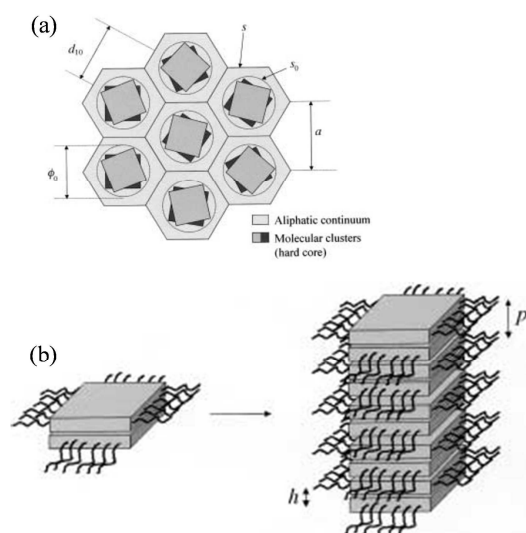 (a)
d10
s
s0
a
ϕ0
Aliphatic continuum
Molecular clusters
(hard core)
(b)
p
h